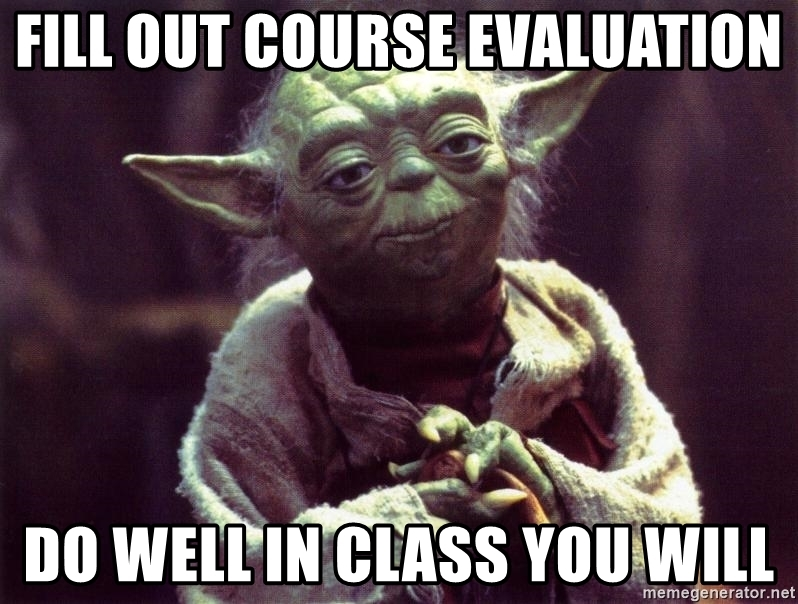 FILL OUT COURSE EVALUATION
DO WELL IN CLASS YOU WILL
memegenerator.net